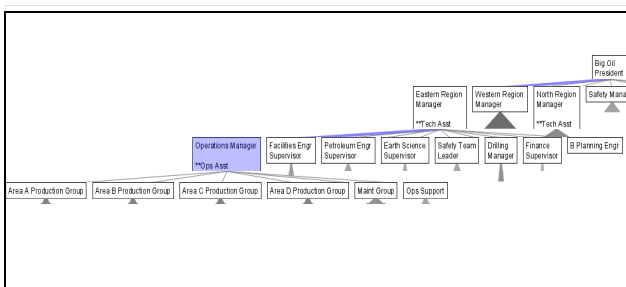 Big Oil
President
Eastern Region
Manager
**Tech Asst
Western Region
Manager
North Region
Manager
**Tech Asst
Safety Mana
Operations Manager
**Ops Asst
Facilities Engr
Supervisor
Petroleum Engr
Supervisor
Earth Science
Supervisor
Safety Team
Leader
Drilling
Manager
Finance
Supervisor
B Planning Engr
Area A Production Group
Area B Production Group
Area C Production Group
Area D Production Group
Maint Group
Ops Support